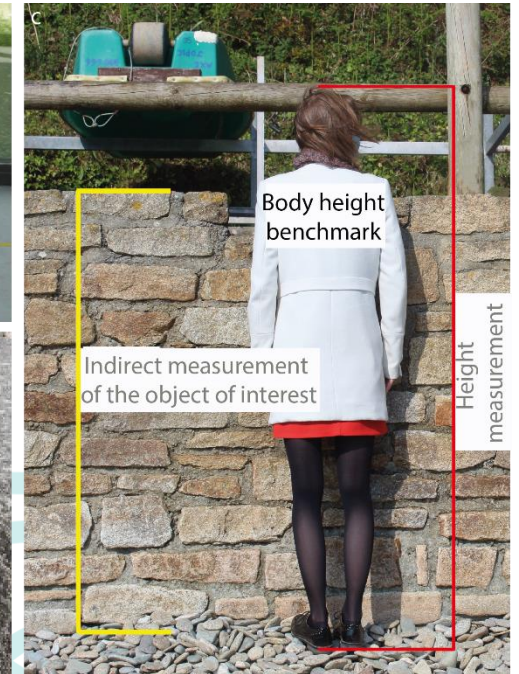 C
Body height
benchmark
Indirect measurement
of the object of interest
Height
measurement